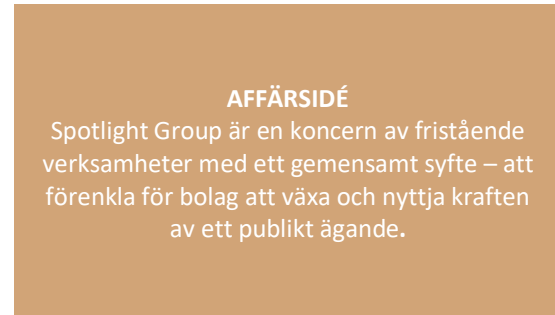 AFFÄRSIDÉ
Spotlight Group är en koncern av fristående
verksamheter med ett gemensamt syfte – att
förenkla för bolag att växa och nyttja kraften
av ett publikt ägande.